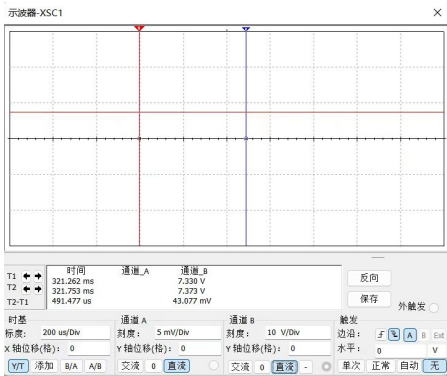 示波器-XSC1
时间 通道_A 通道_B
T1 321.262 ms 7.330 V
T2 321.753 ms 7.373 V
T2-T1 491.477 us 43.077 mV
反向
保存
外触发
时基 通道 A 通道 B 触发
标度: 200 us/Div 刻度: 5 mV/Div 刻度: 10 V/Div 边沿: A B Ext
X 轴位移(格): 0 Y 轴位移(格): 0 Y 轴位移(格): 0 水平: 0 V
Y/T 添加 B/A A/B 交流 0 直流 交流 0 直流 - 单次 正常 自动 无